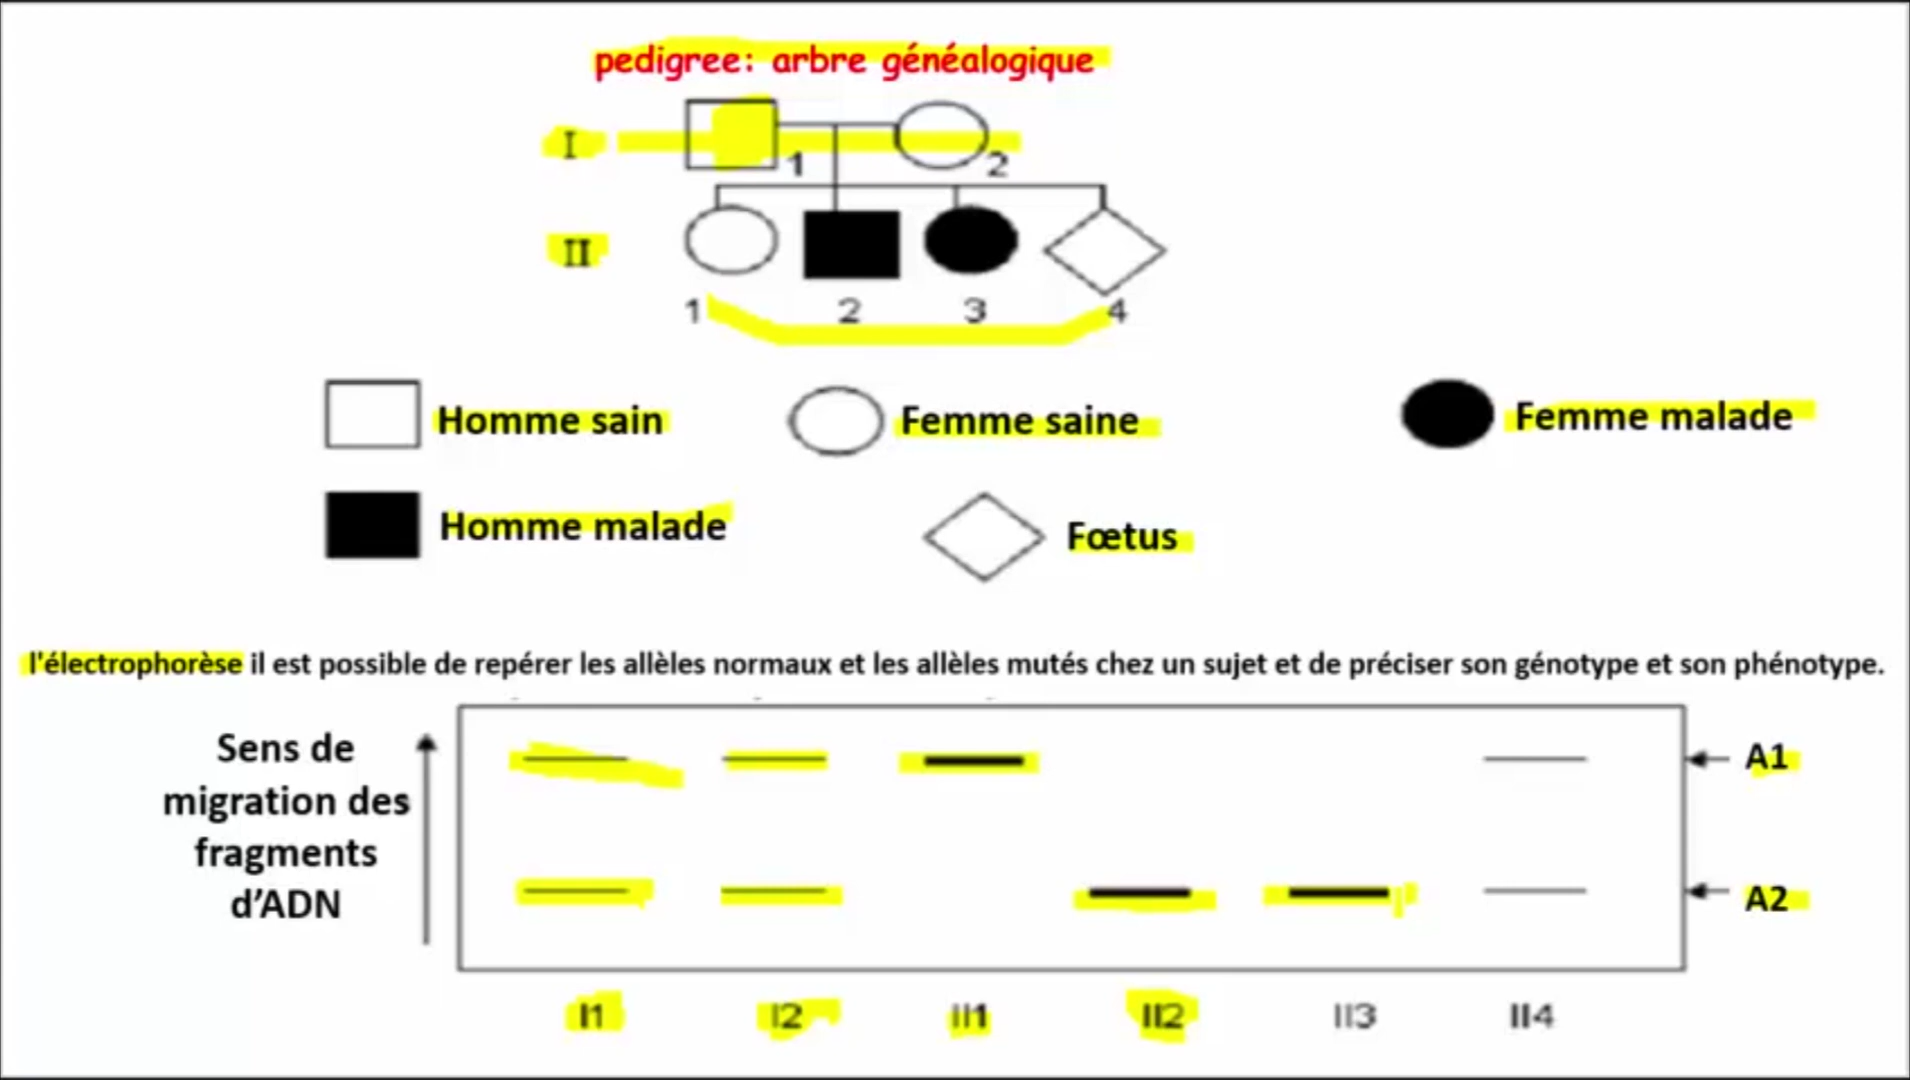 pedigree: arbre généalogique
I
1
2
II
1
2
3
4
Homme sain
Femme saine
Femme malade
Homme malade
Fœtus
l'électrophorèse il est possible de repérer les allèles normaux et les allèles mutés chez un sujet et de préciser son génotype et son phénotype.
Sens de
migration des
fragments
d'ADN
A1
A2
I1
I2
II1
II2
II3
II4